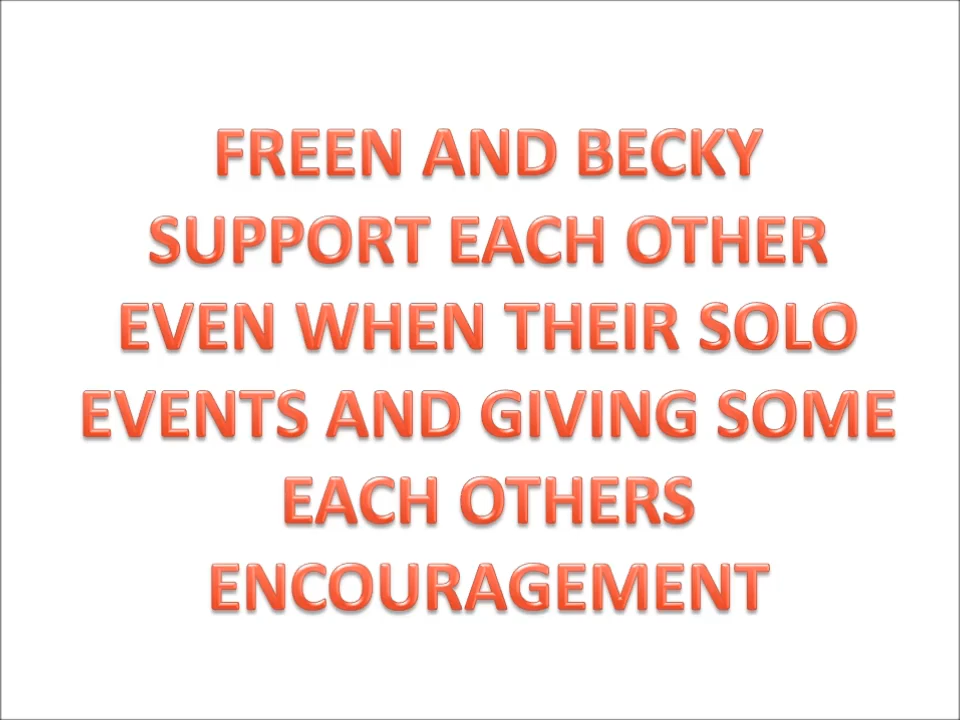 FREEN AND BECKY
SUPPORT EACH OTHER
EVEN WHEN THEIR SOLO
EVENTS AND GIVING SOME
EACH OTHERS
ENCOURAGEMENT